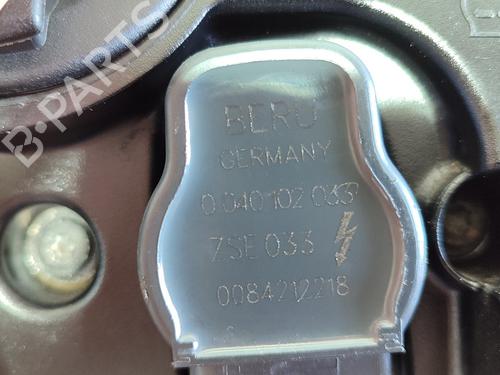 B-PARTS
BERU
GERMANY
0 040 102 033
ZSE 033
0084212218